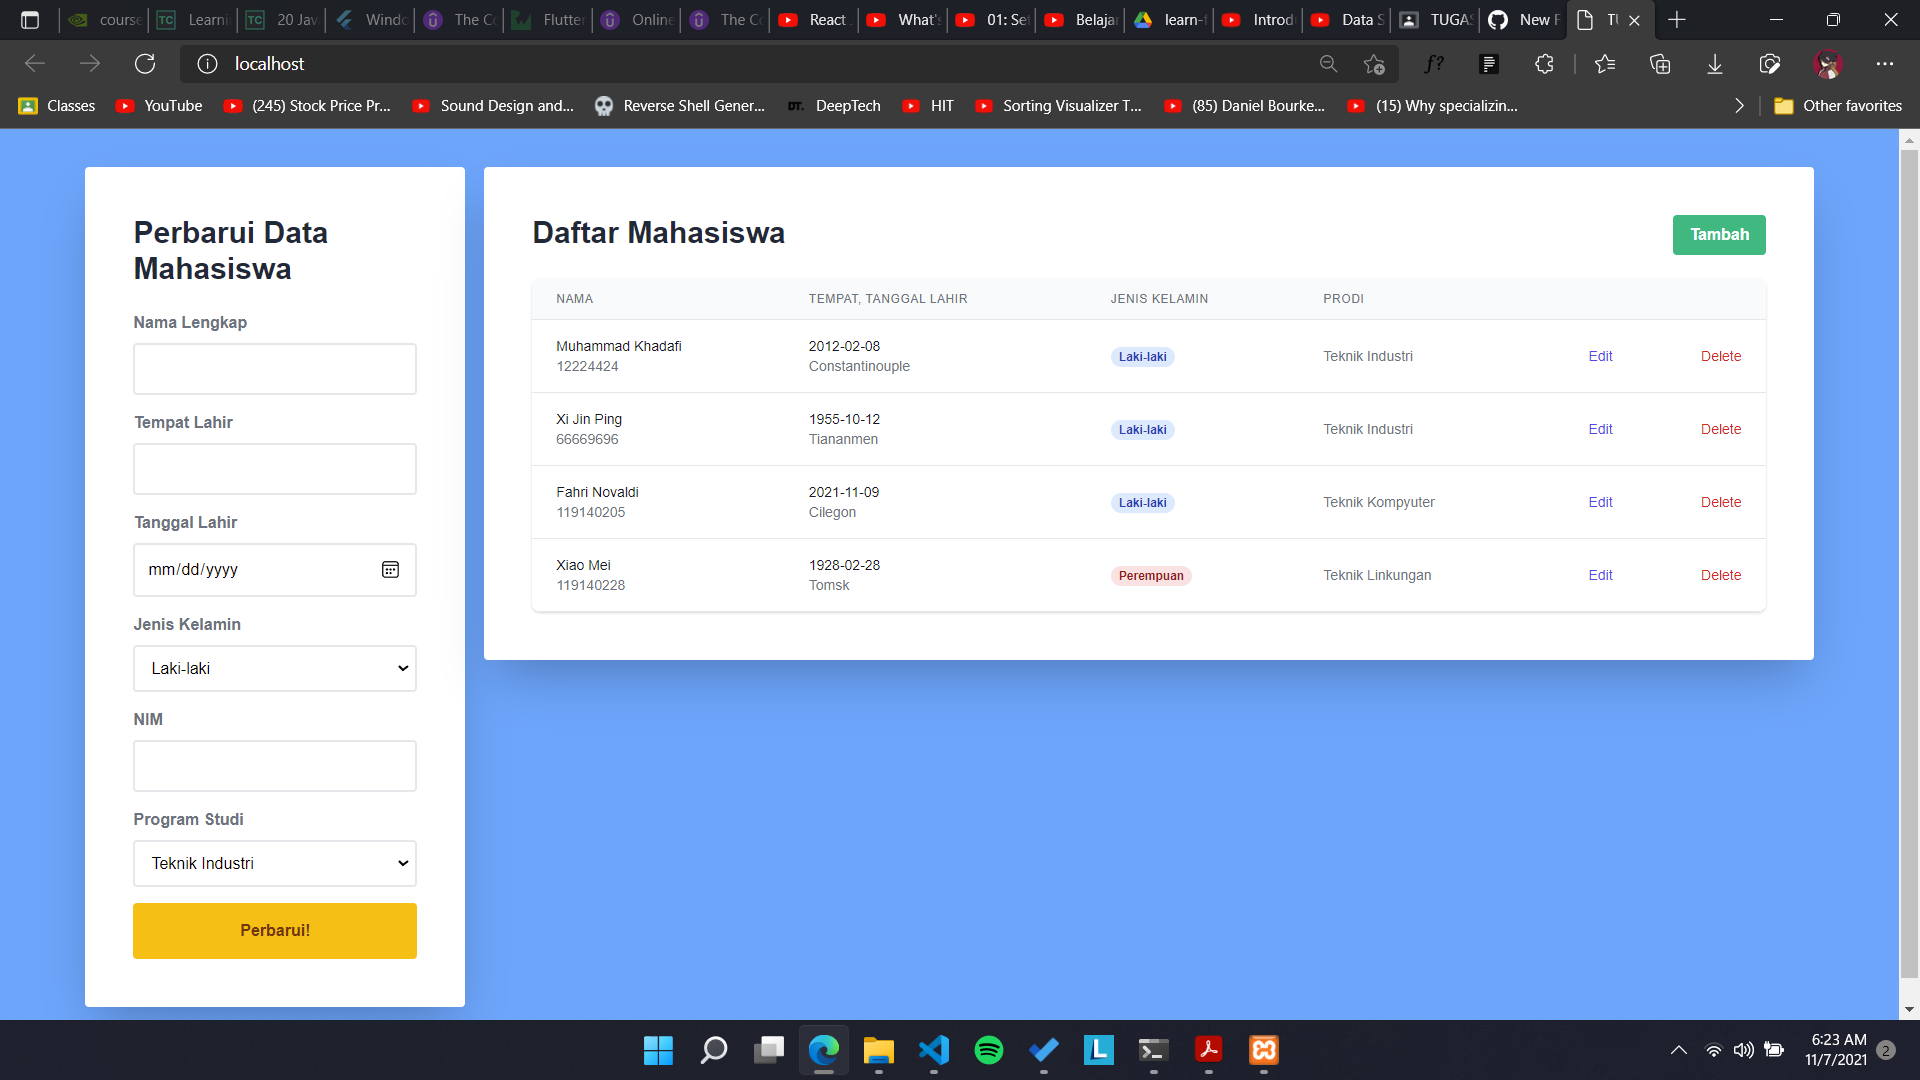 course
Learnin
20 Jav
Windo
The Co
Flutter
Online
The Co
React
What's
01: Set
Belajar
learn-f
Introdu
Data S
TUGAS
New F
TU
localhost
Classes
YouTube
(245) Stock Price Pr...
Sound Design and...
Reverse Shell Gener...
DT.
DeepTech
HIT
Sorting Visualizer T...
(85) Daniel Bourke...
(15) Why specializin...
Other favorites
Perbarui Data
Mahasiswa
Nama Lengkap
Tempat Lahir
Tanggal Lahir
mm/dd/yyyy
Jenis Kelamin
Laki-laki
NIM
Program Studi
Teknik Industri
Perbarui!
Daftar Mahasiswa
Tambah
NAMA TEMPAT, TANGGAL LAHIR JENIS KELAMIN PRODI
Muhammad Khadafi 2012-02-08
12224424 Constantinouple
Laki-laki Teknik Industri Edit Delete
Xi Jin Ping 1955-10-12
66669696 Tiananmen
Laki-laki Teknik Industri Edit Delete
Fahri Novaldi 2021-11-09
119140205 Cilegon
Laki-laki Teknik Kompyuter Edit Delete
Xiao Mei 1928-02-28
119140228 Tomsk
Perempuan Teknik Linkungan Edit Delete
6:23 AM
11/7/2021
2